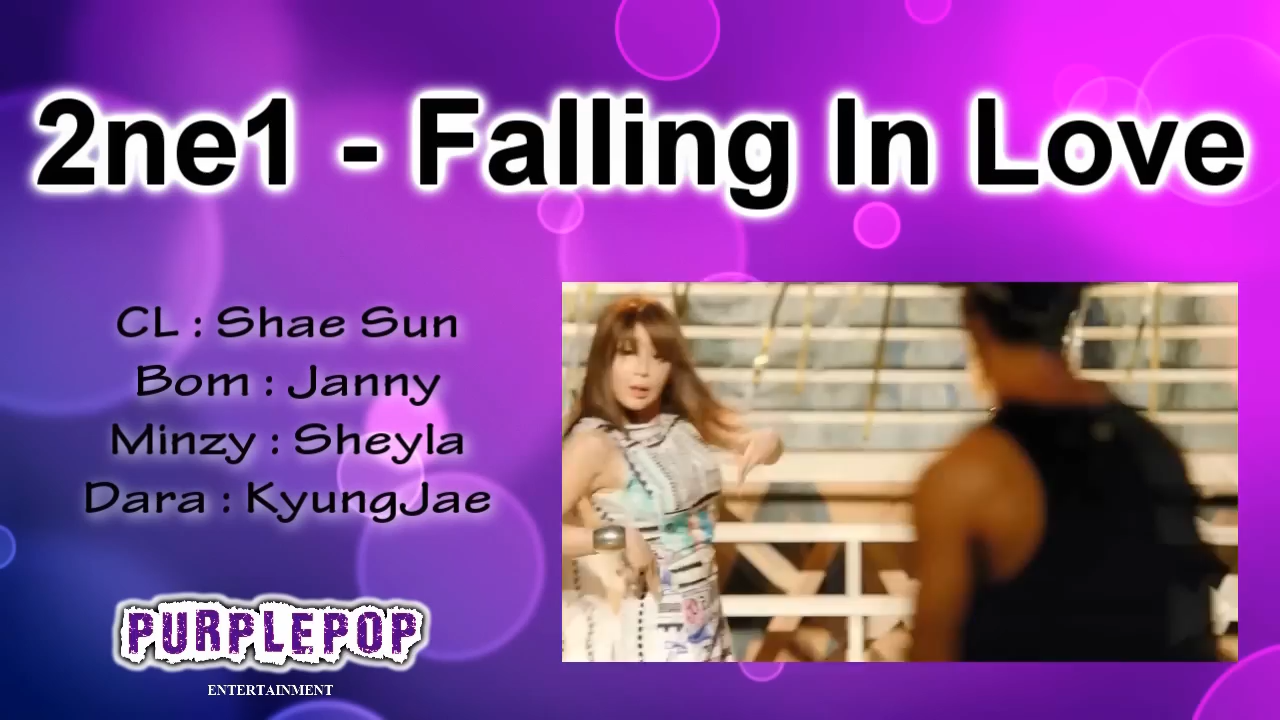 2ne1 - Falling In Love
CL : Shae Sun
Bom : Janny
Minzy : Sheyla
Dara : KyungJae
PURPLEPOP
ENTERTAINMENT